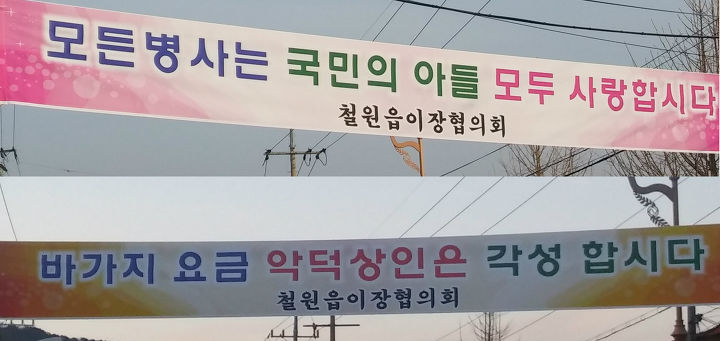 모든병사는 국민의 아들 모두 사랑합시다
철원읍이장협의회
바가지 요금 악덕상인은 각성 합시다
철원읍이장협의회